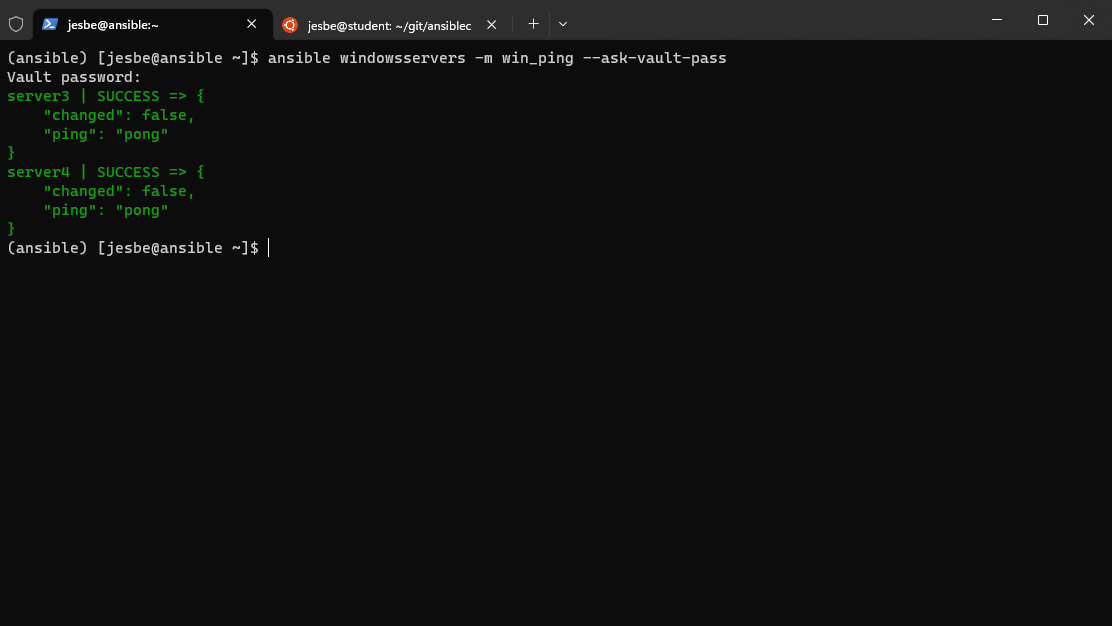 jesbe@ansible:~
jesbe@student: ~/git/ansiblec
(ansible) [jesbe@ansible ~]$ ansible windowsservers -m win_ping --ask-vault-pass
Vault password:
server3 | SUCCESS => {
    "changed": false,
    "ping": "pong"
}
server4 | SUCCESS => {
    "changed": false,
    "ping": "pong"
}
(ansible) [jesbe@ansible ~]$